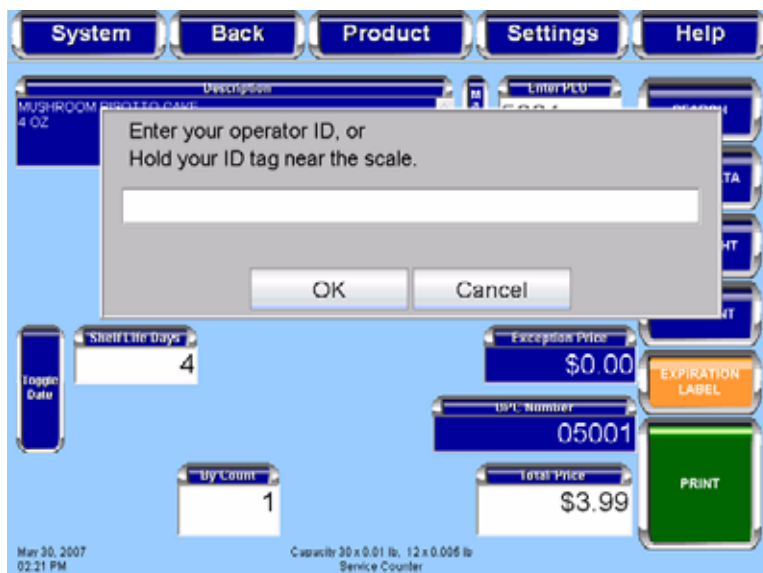 System Back Product Settings Help
Description
Enter PLU
MUSHROOM RISOTTO CAKE
4 OZ
Enter your operator ID, or
Hold your ID tag near the scale.
OK Cancel
Shelf Life Days
4
Toggle
Date
Exception Price
$0.00
EXPIRATION
LABEL
UPC Number
05001
By Count
1
Total Price
$3.99
PRINT
May 30, 2007
02:21 PM
Capacity 30 x 0.01 lb, 12 x 0.005 lb
Service Counter